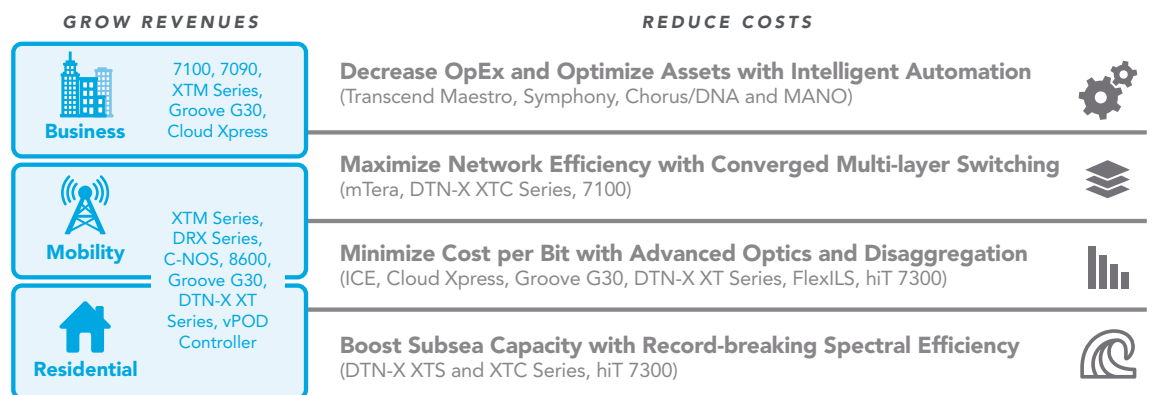 GROW REVENUES
REDUCE COSTS
7100, 7090,
XTM Series,
Groove G30,
Cloud Xpress
Business
XTM Series,
DRX Series,
C-NOS, 8600,
Groove G30,
DTN-X XT
Series, vPOD
Controller
Mobility
Residential
Decrease OpEx and Optimize Assets with Intelligent Automation
(Transcend Maestro, Symphony, Chorus/DNA and MANO)
Maximize Network Efficiency with Converged Multi-layer Switching
(mTera, DTN-X XTC Series, 7100)
Minimize Cost per Bit with Advanced Optics and Disaggregation
(ICE, Cloud Xpress, Groove G30, DTN-X XT Series, FlexILS, hiT 7300)
Boost Subsea Capacity with Record-breaking Spectral Efficiency
(DTN-X XTS and XTC Series, hiT 7300)